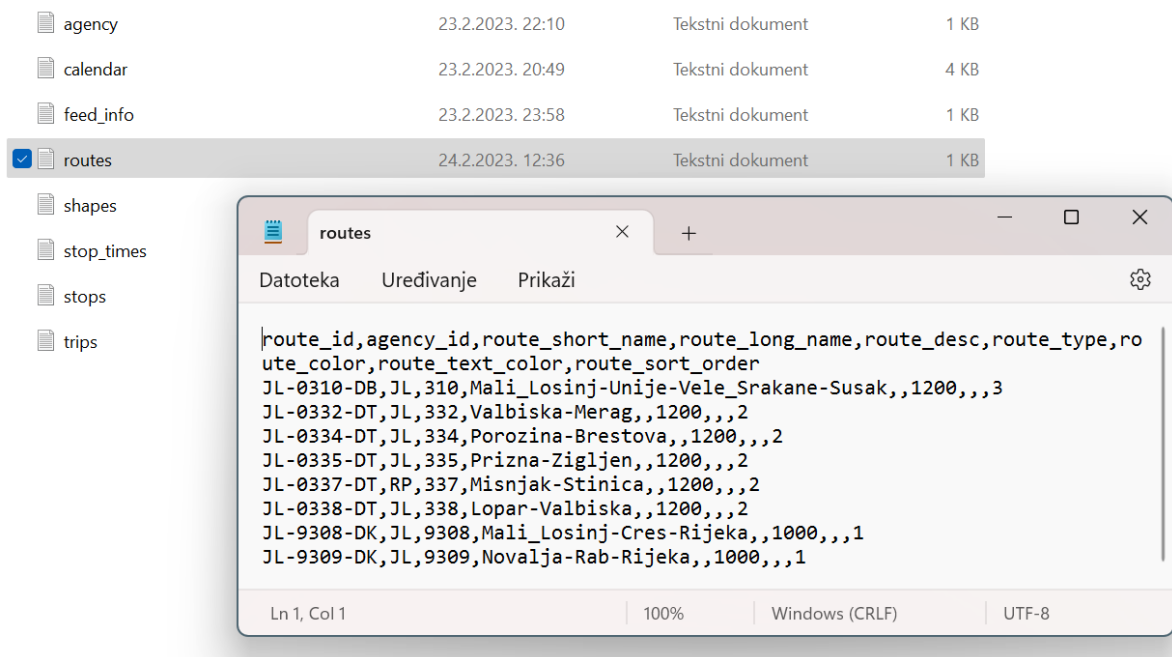 agency 23.2.2023. 22:10 Tekstni dokument 1 KB
calendar 23.2.2023. 20:49 Tekstni dokument 4 KB
feed_info 23.2.2023. 23:58 Tekstni dokument 1 KB
routes 24.2.2023. 12:36 Tekstni dokument 1 KB
shapes
stop_times
stops
trips
routes
Datoteka Uređivanje Prikaži
route_id,agency_id,route_short_name,route_long_name,route_desc,route_type,ro
ute_color,route_text_color,route_sort_order
JL-0310-DB,JL,310,Mali_Losinj-Unije-Vele_Srakane-Susak,,1200,,,3
JL-0332-DT,JL,332,Valbiska-Merag,,1200,,,2
JL-0334-DT,JL,334,Porozina-Brestova,,1200,,,2
JL-0335-DT,JL,335,Prizna-Zigljen,,1200,,,2
JL-0337-DT,RP,337,Misnjak-Stinica,,1200,,,2
JL-0338-DT,JL,338,Lopar-Valbiska,,1200,,,2
JL-9308-DK,JL,9308,Mali_Losinj-Cres-Rijeka,,1000,,,1
JL-9309-DK,JL,9309,Novalja-Rab-Rijeka,,1000,,,1
Ln 1, Col 1 100% Windows (CRLF) UTF-8